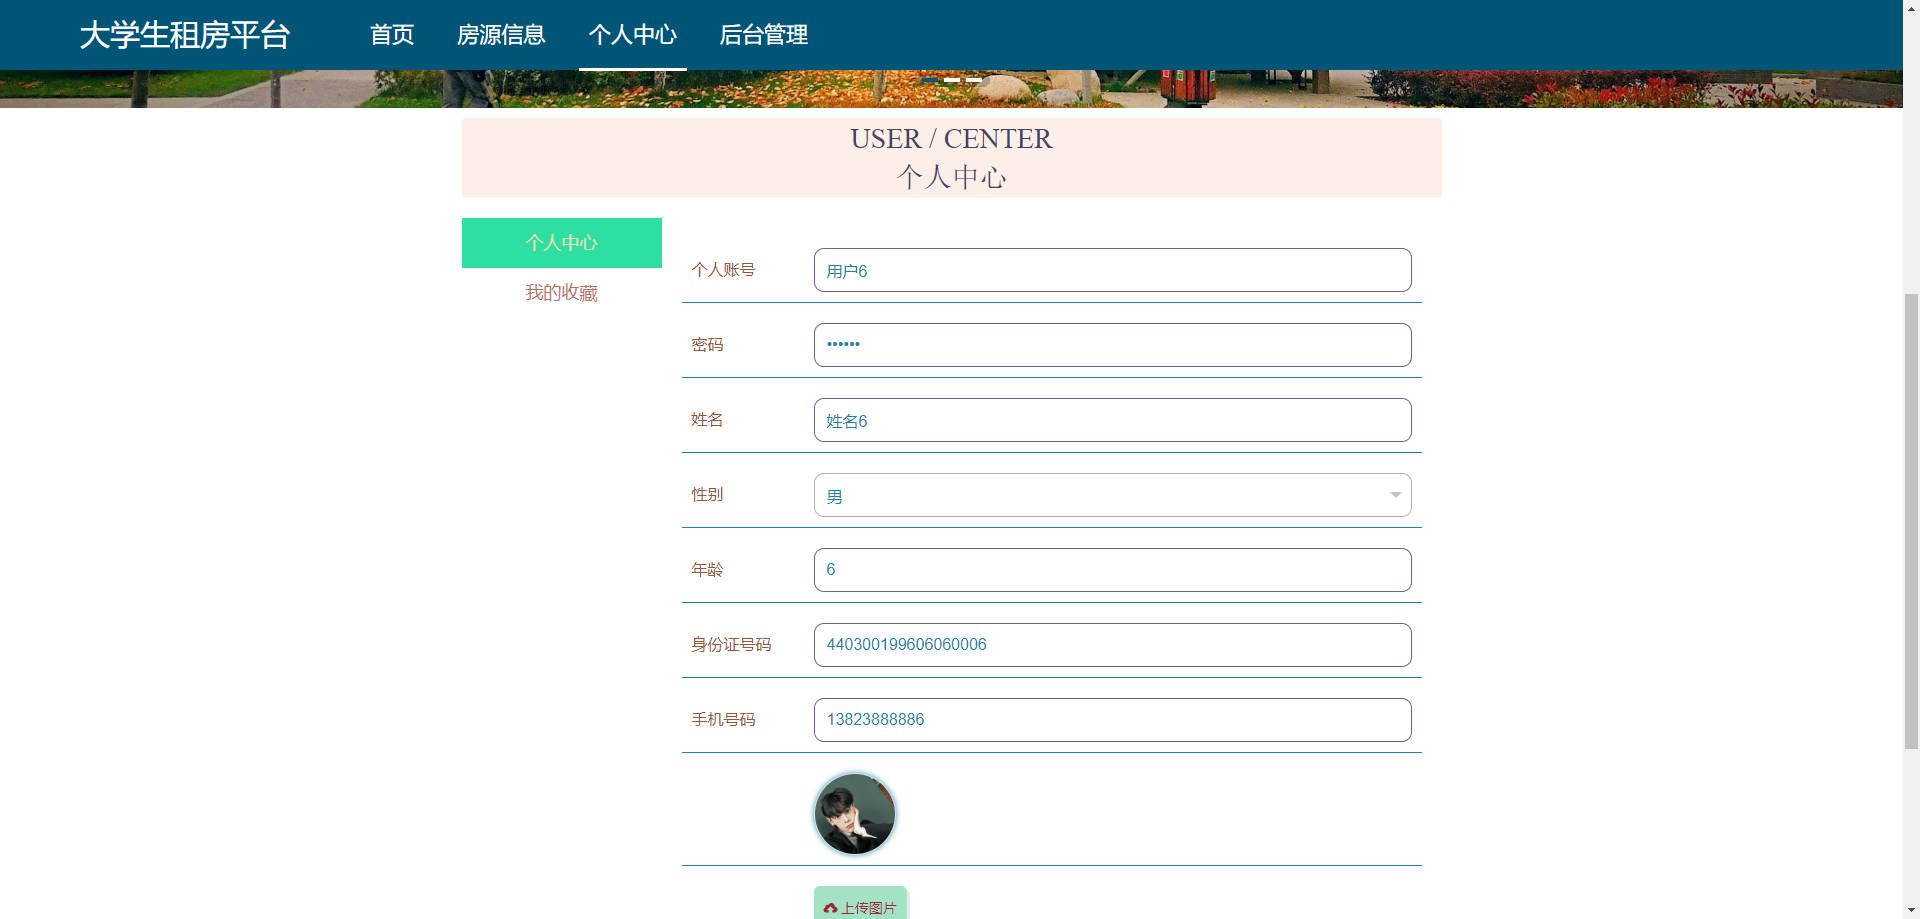 大学生租房平台
首页
房源信息
个人中心
后台管理
USER / CENTER
个人中心
个人中心
我的收藏
个人账号
用户6
密码
••••••
姓名
姓名6
性别
男
年龄
6
身份证号码
440300199606060006
手机号码
13823888886
上传图片